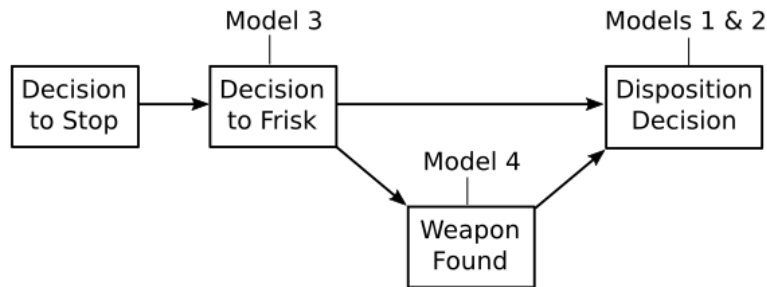 Model 3
Models 1 & 2
Decision
to Stop
Decision
to Frisk
Disposition
Decision
Model 4
Weapon
Found